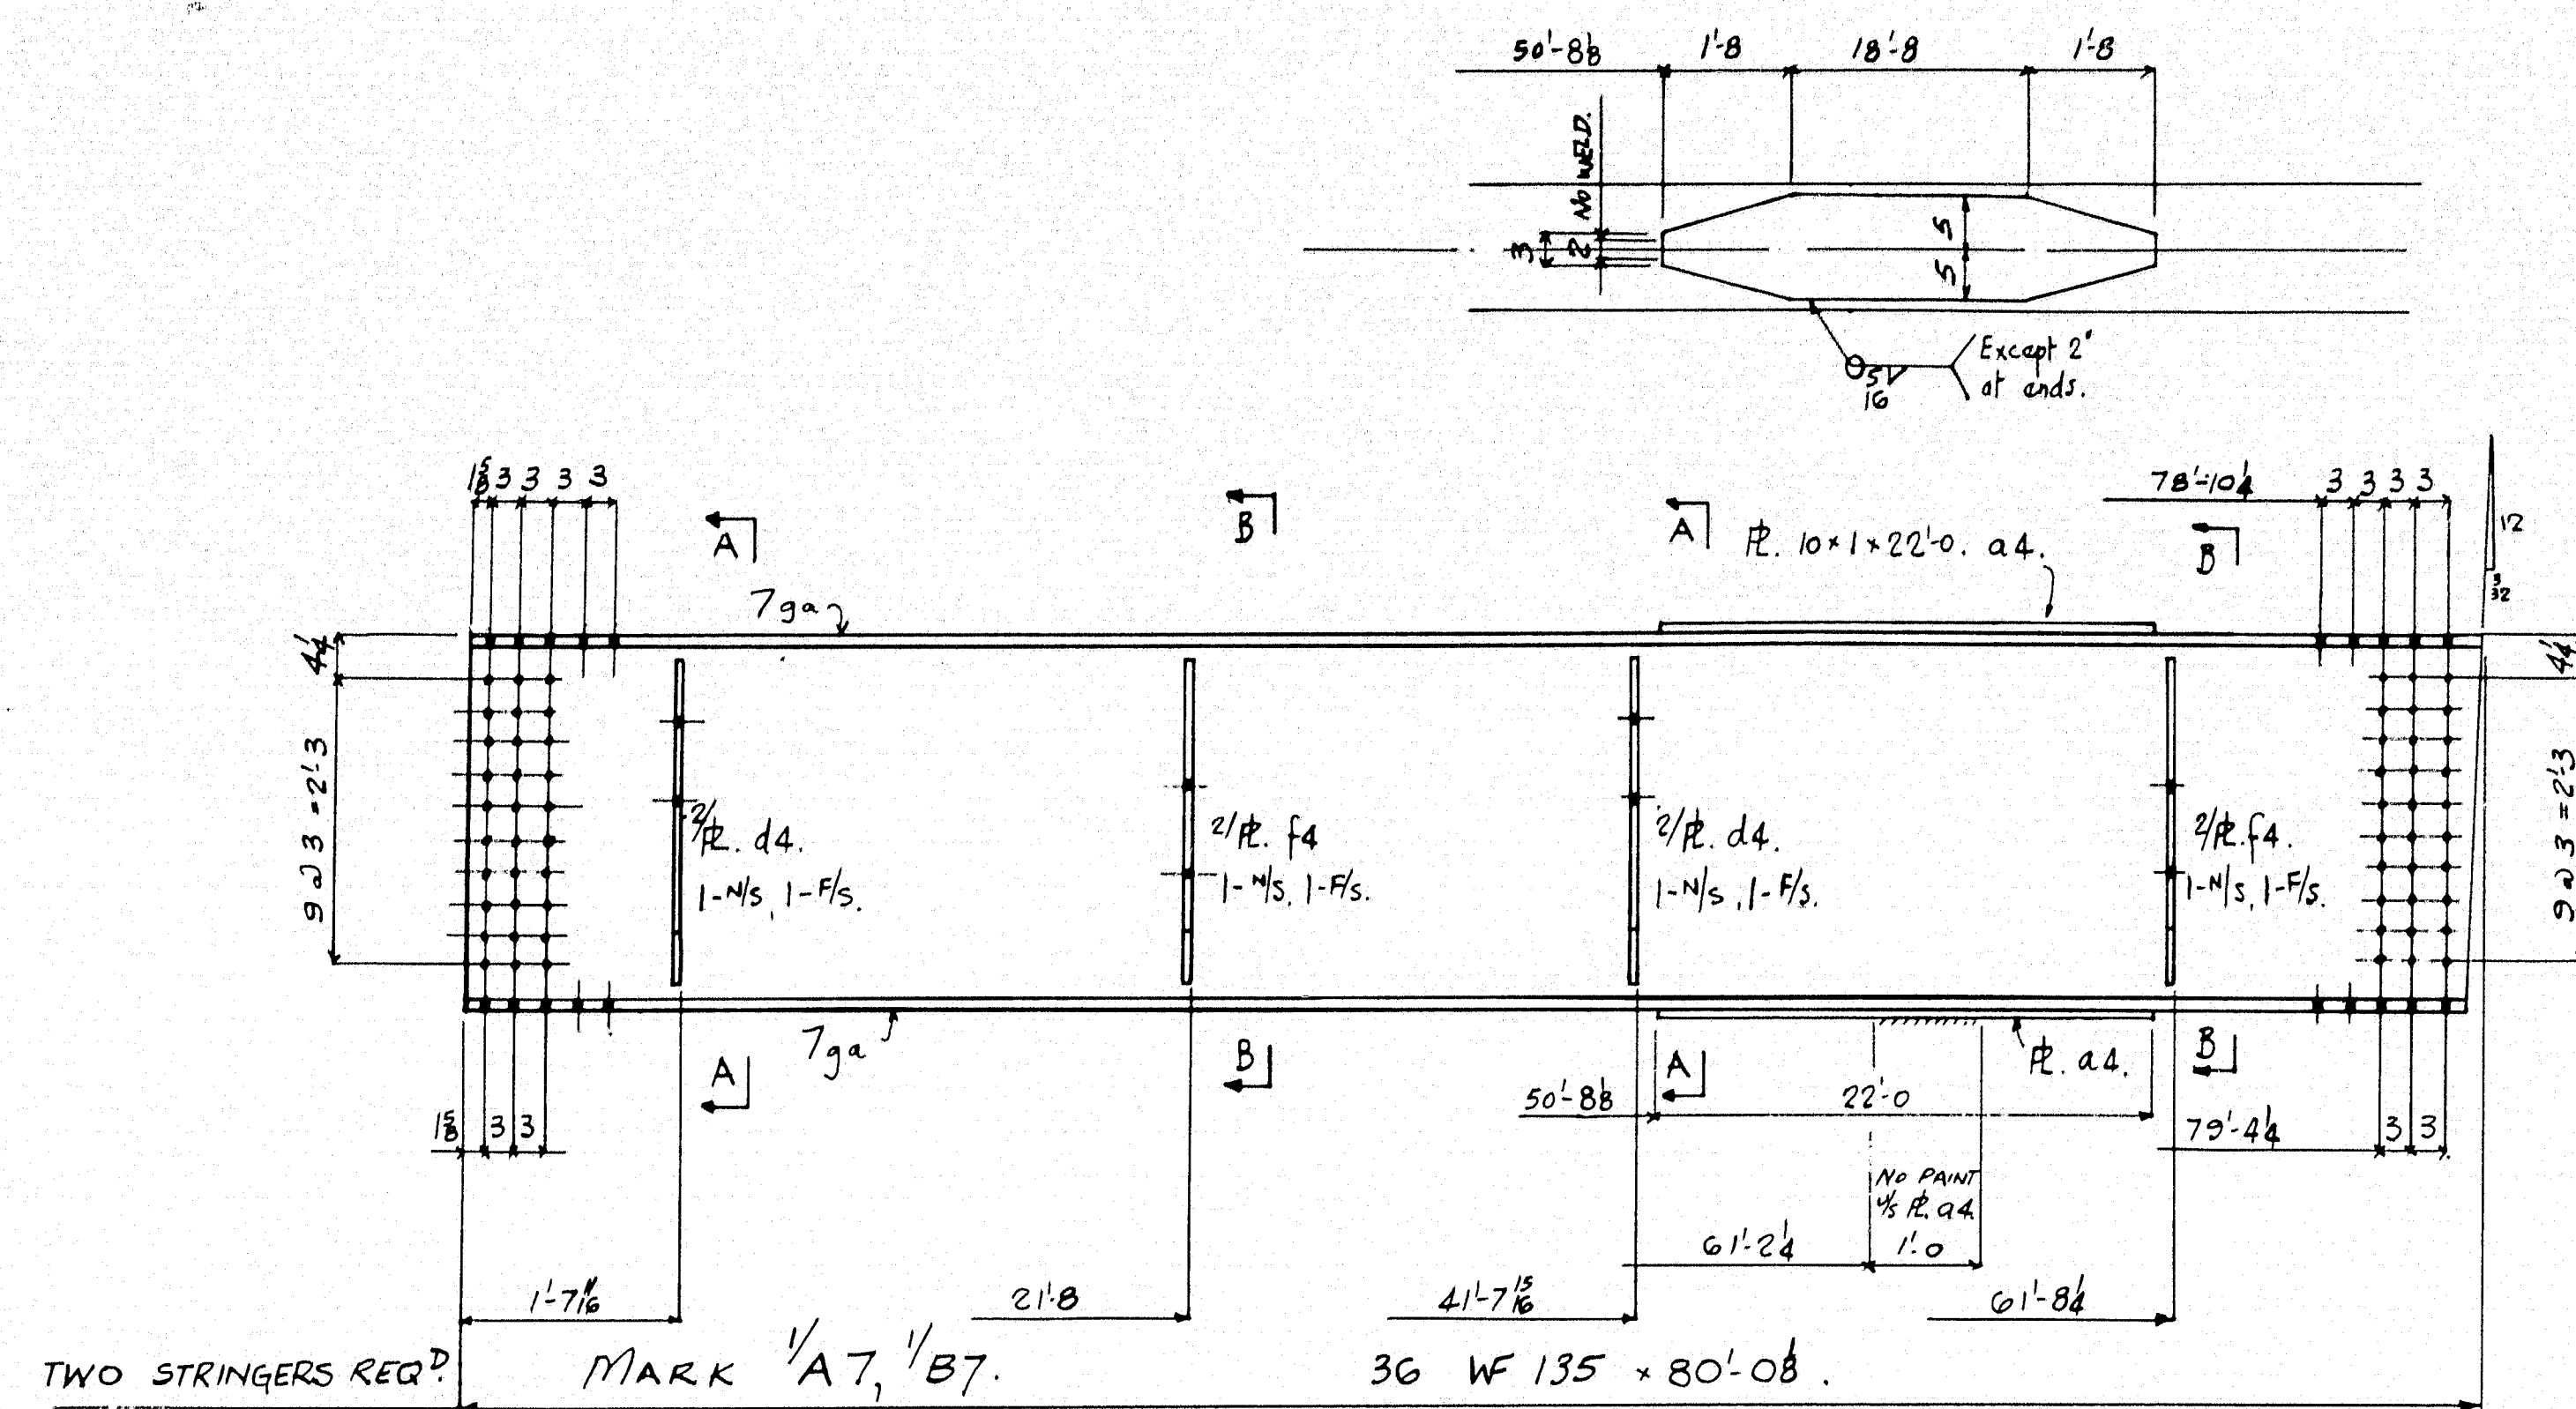 50'-8⅛ 1'-8 18'-8 1'-8
NO WELD.
3 2 5 5
5/16
Except 2"
at ends.
1⅝ 3 3 3 3
A B A B
78'-10¼ 3 3 3 3
12
3/32
PL. 10 × 1 × 22'-0. a4.
7ga
4¼ 4¼
9 @ 3 = 2'-3
9 @ 3 = 2'-3
2/PL. d4.
1-N/S, 1-F/S.
2/PL. f4
1-N/S, 1-F/S.
2/PL. d4.
1-N/S, 1-F/S.
2/PL. f4.
1-N/S, 1-F/S.
7ga
A B A B
PL. a4.
1⅝ 3 3
50'-8⅛ 22'-0
79'-4¼ 3 3
NO PAINT
U/S PL. a4.
61'-2¼ 1'-0
1'-7 11/16 21'-8 41'-7 15/16 61'-8¼
TWO STRINGERS REQᴰ. MARK 1/A7, 1/B7. 36 WF 135 × 80'-0⅛.